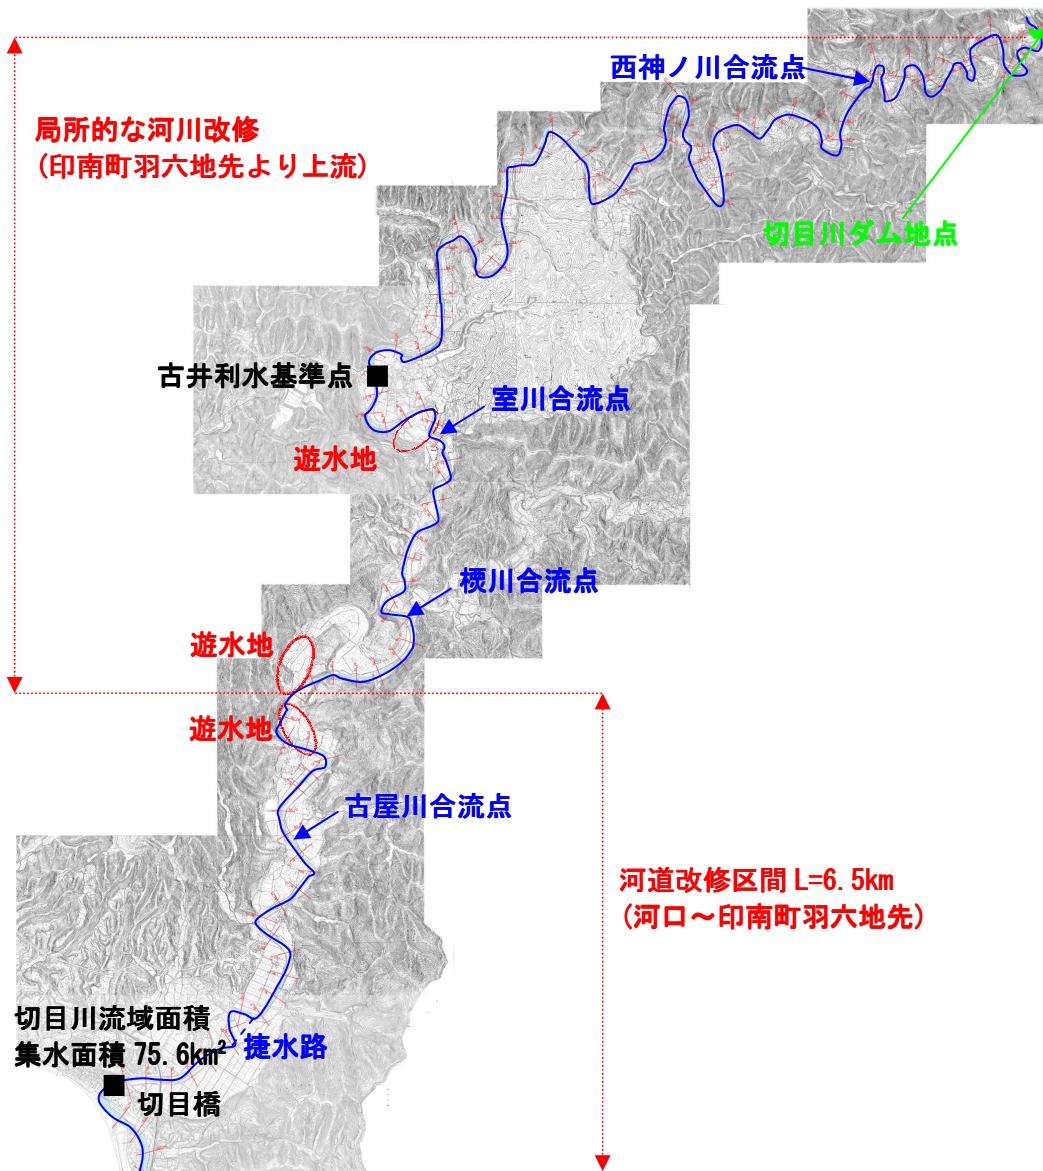 西神ノ川合流点
局所的な河川改修
(印南町羽六地先より上流)
切目川ダム地点
古井利水基準点
室川合流点
遊水地
榎川合流点
遊水地
遊水地
古屋川合流点
河道改修区間 L=6.5km
(河口～印南町羽六地先)
切目川流域面積
集水面積 75.6km²
捷水路
切目橋